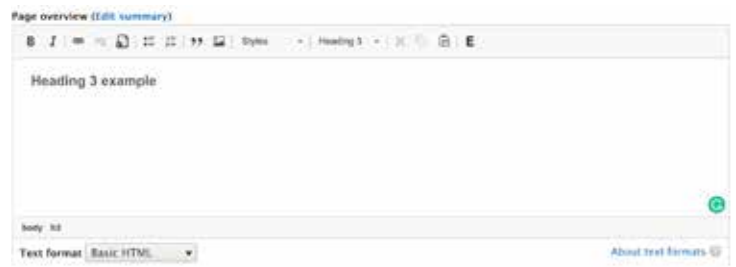 Page overview (Edit summary)
B I Styles Heading 3 E
Heading 3 example
body h3
Text format Basic HTML About text formats